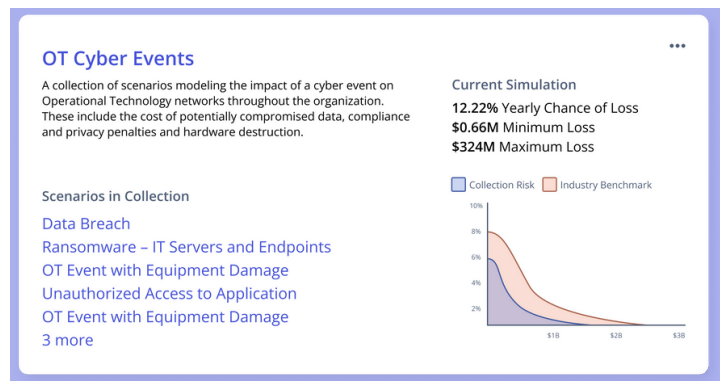 OT Cyber Events
A collection of scenarios modeling the impact of a cyber event on
Operational Technology networks throughout the organization.
These include the cost of potentially compromised data, compliance
and privacy penalties and hardware destruction.
Scenarios in Collection
Data Breach
Ransomware – IT Servers and Endpoints
OT Event with Equipment Damage
Unauthorized Access to Application
OT Event with Equipment Damage
3 more
Current Simulation
12.22% Yearly Chance of Loss
$0.66M Minimum Loss
$324M Maximum Loss
Collection Risk Industry Benchmark
10%
8%
6%
4%
2%
$1B $2B $3B